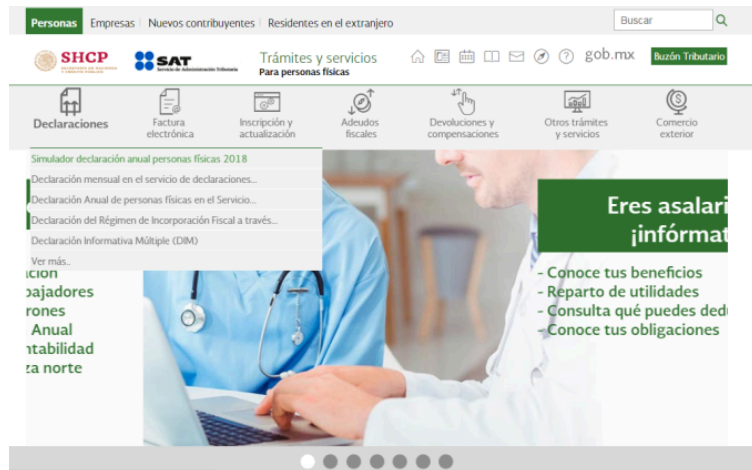 Personas Empresas Nuevos contribuyentes Residentes en el extranjero Buscar
SHCP
SAT
Trámites y servicios
Para personas físicas
gob.mx
Buzón Tributario
Declaraciones
Factura electrónica
Inscripción y actualización
Adeudos fiscales
Devoluciones y compensaciones
Otros trámites y servicios
Comercio exterior
Simulador declaración anual personas físicas 2018
Declaración mensual en el servicio de declaraciones...
Declaración Anual de personas físicas en el Servicio...
Declaración del Régimen de Incorporación Fiscal a través...
Declaración Informativa Múltiple (DIM)
Ver más..
Eres asalari
¡infórmat
- Conoce tus beneficios
- Reparto de utilidades
- Consulta qué puedes ded
- Conoce tus obligaciones
bajadores
rones
Anual
ntabilidad
za norte